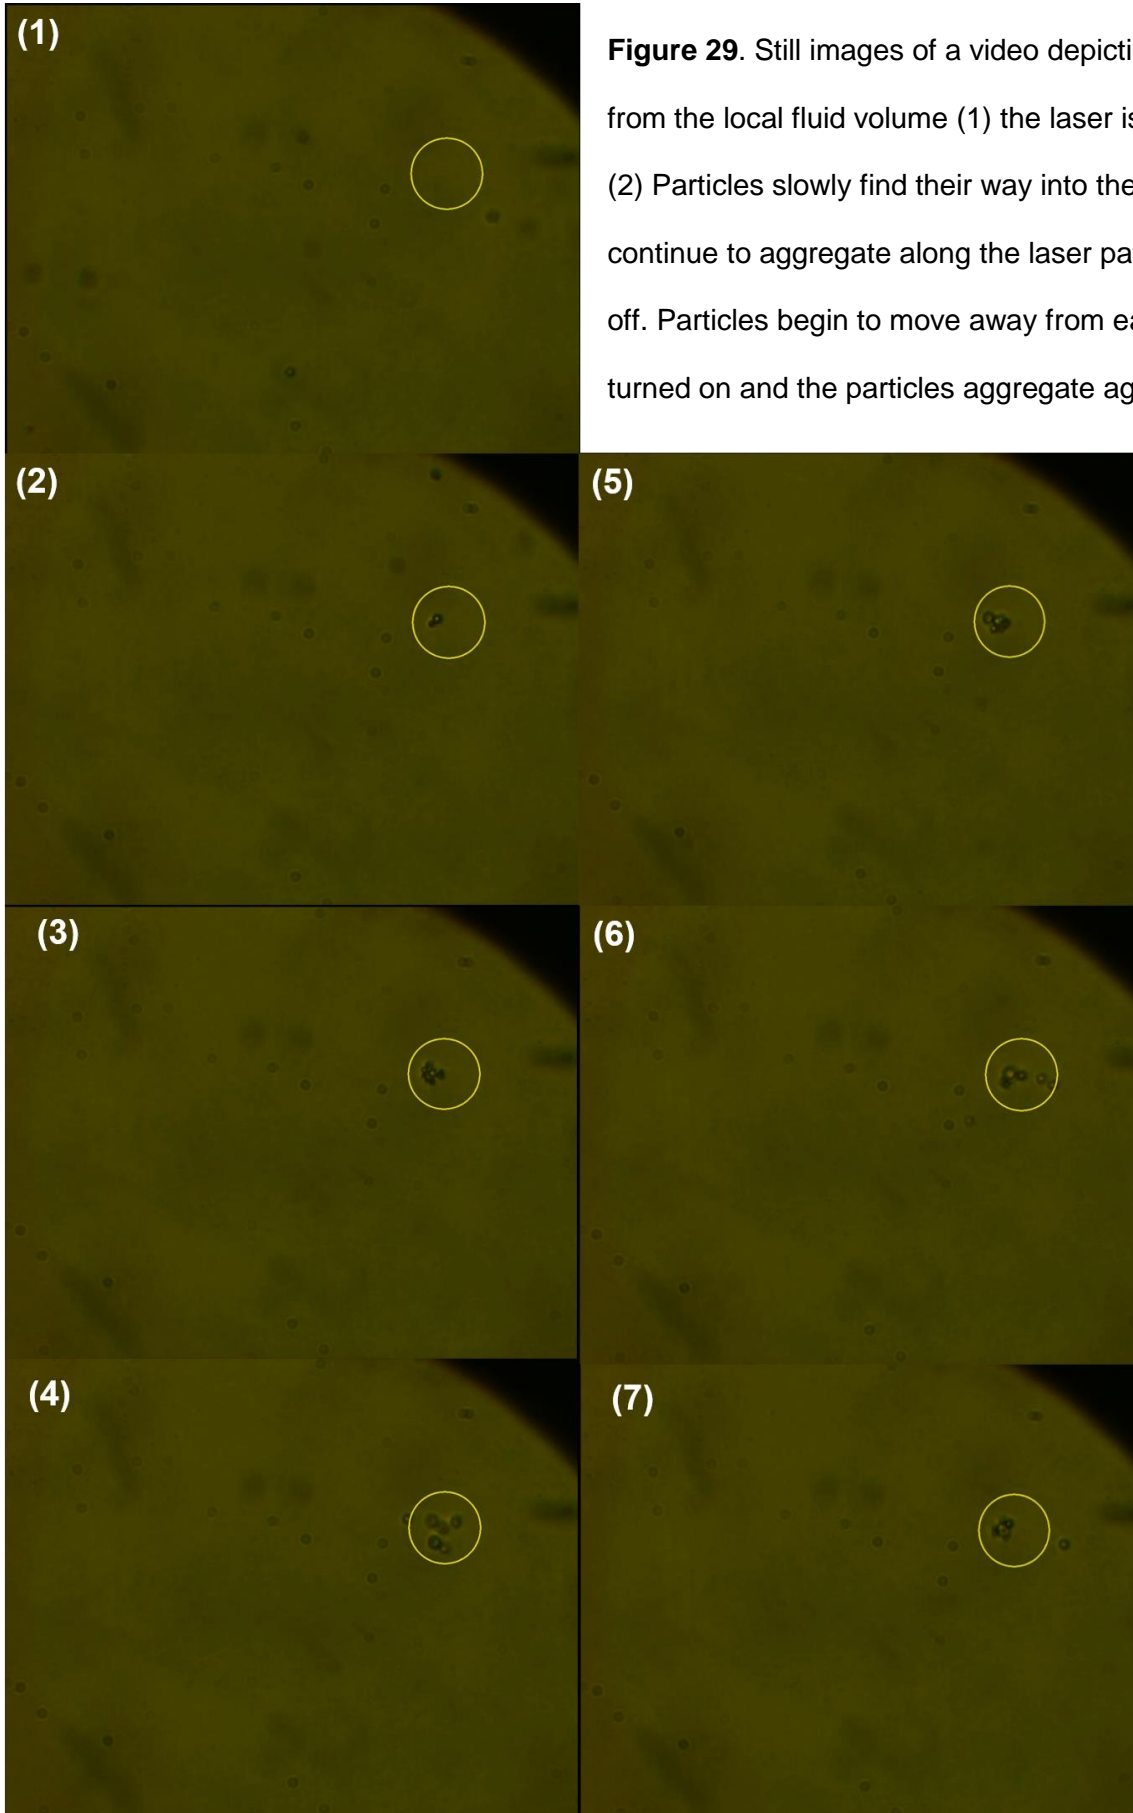 (1)
Figure 29. Still images of a video depicti
from the local fluid volume (1) the laser is
(2) Particles slowly find their way into the
continue to aggregate along the laser pa
off. Particles begin to move away from ea
turned on and the particles aggregate ag
(2)
(5)
(3)
(6)
(4)
(7)